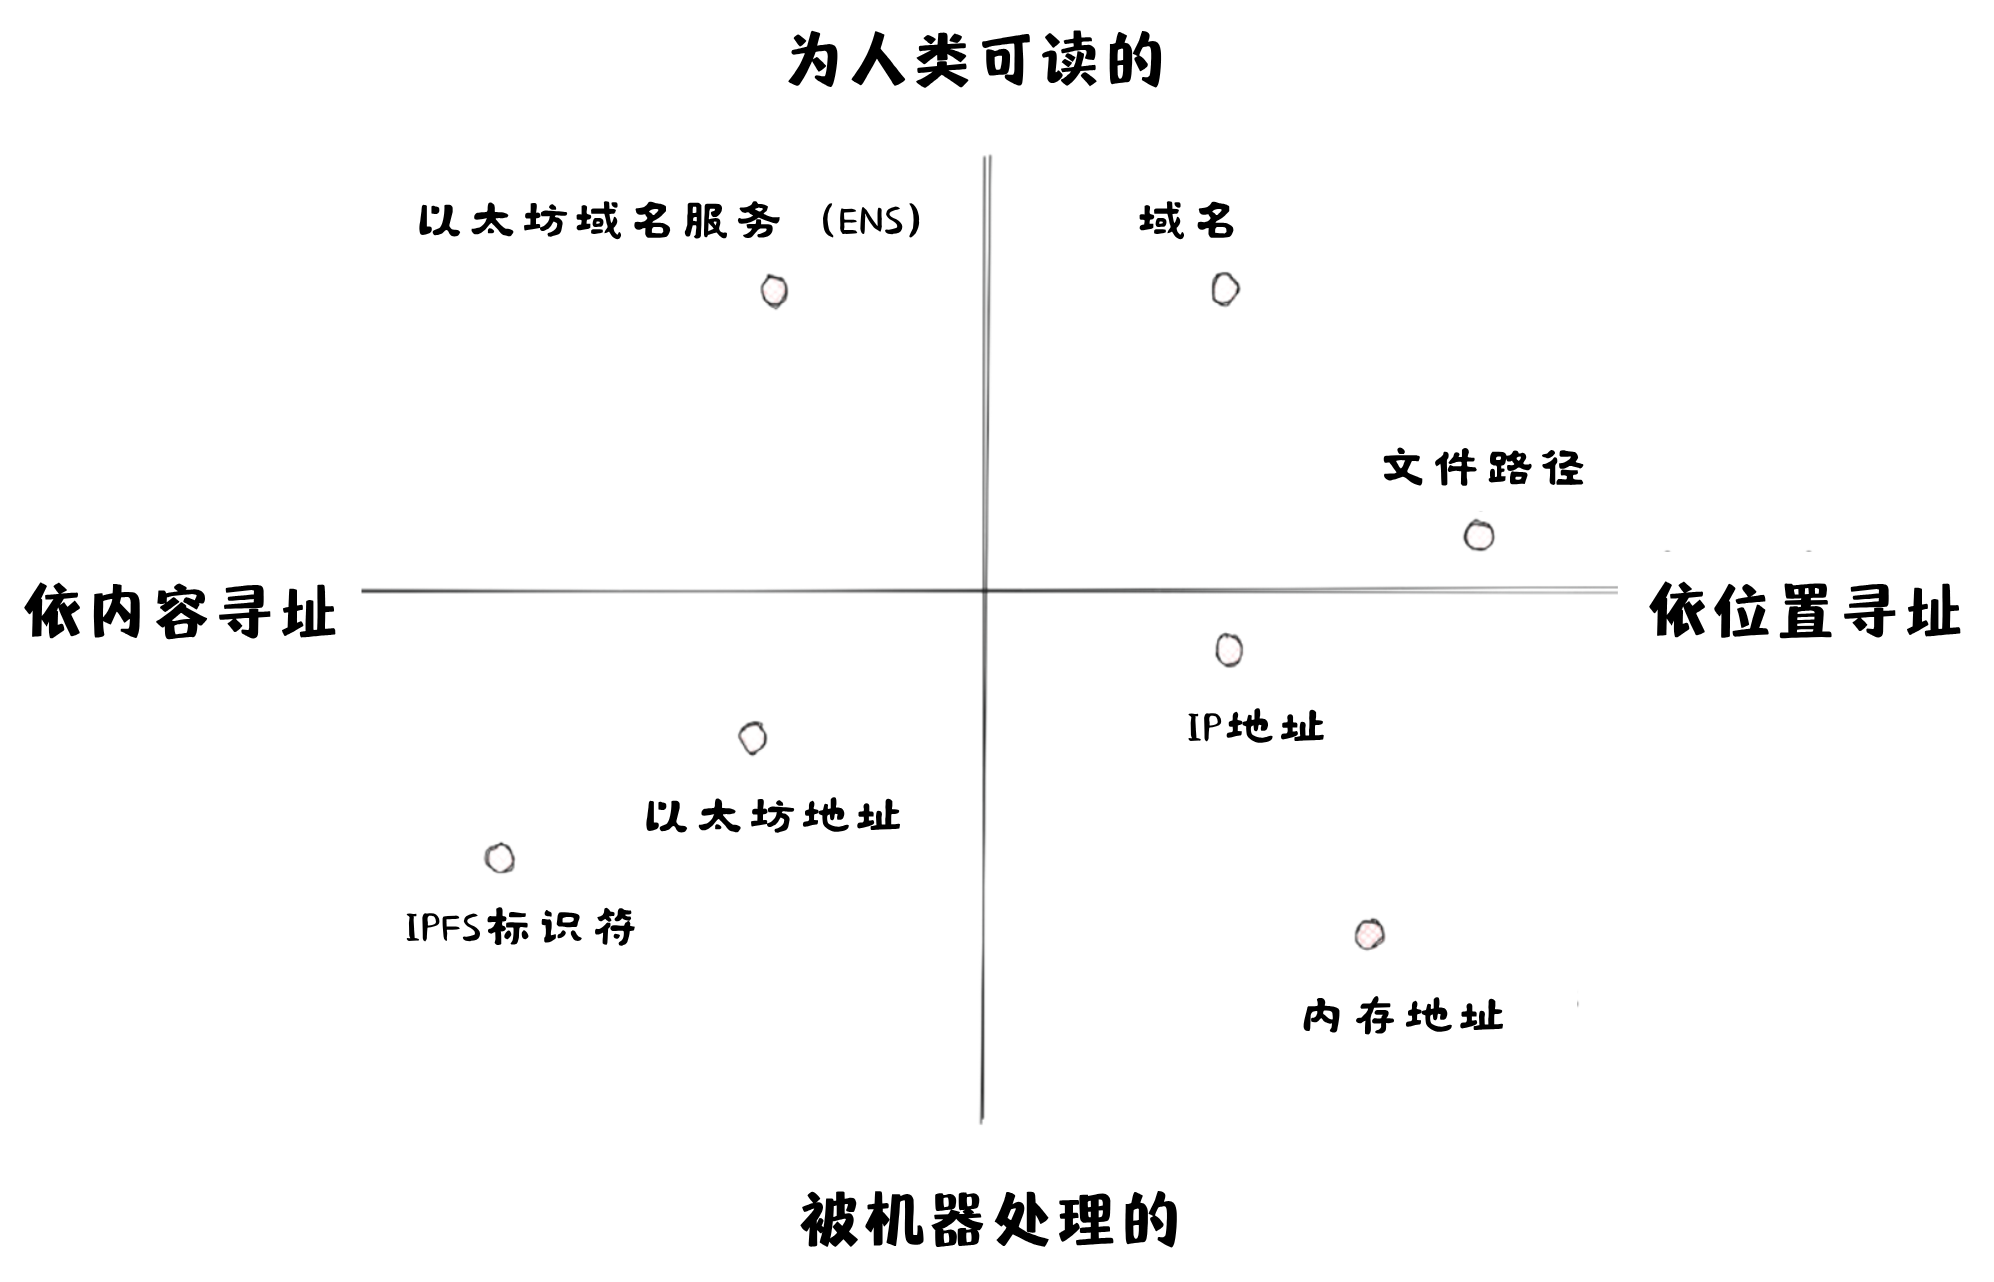 为人类可读的
以太坊域名服务 (ENS)
域名
文件路径
依内容寻址
依位置寻址
IP地址
以太坊地址
IPFS标识符
内存地址
被机器处理的